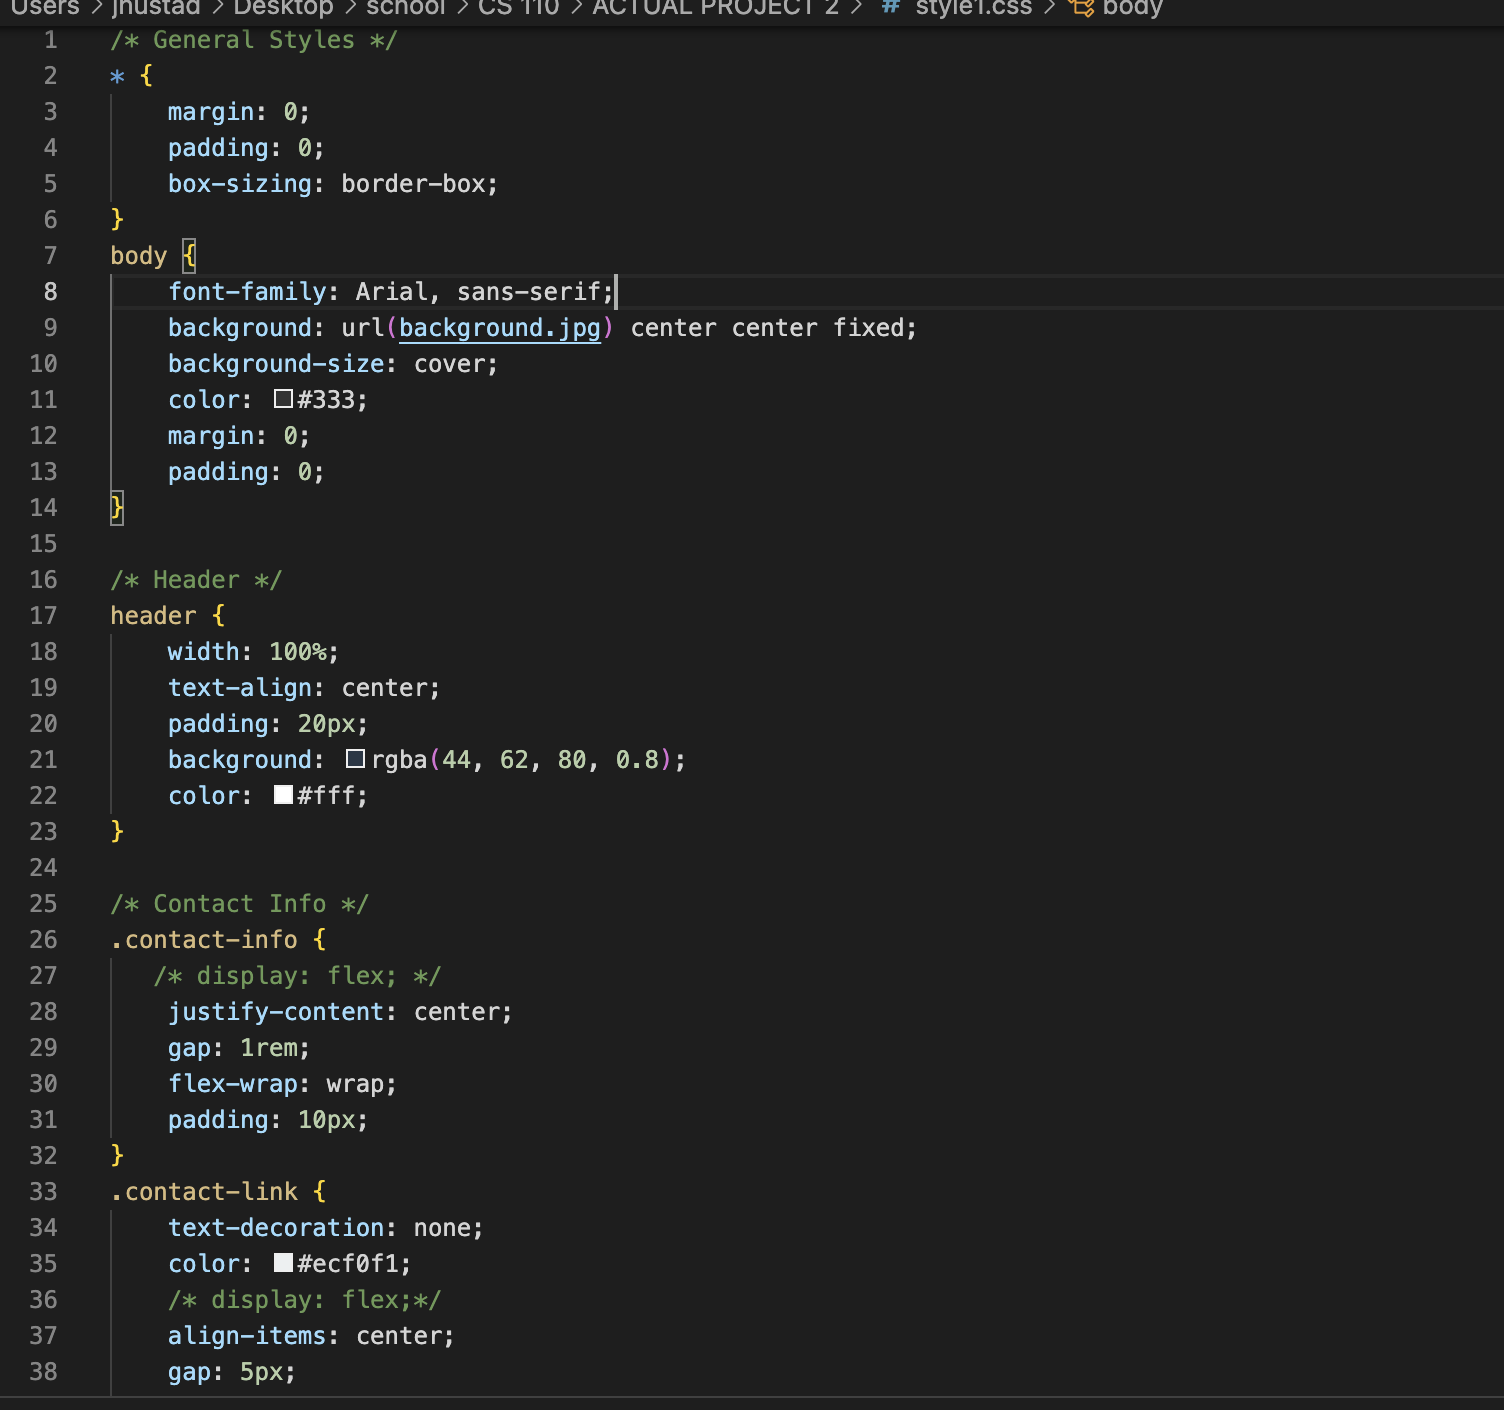 Users > jhustad > Desktop > school > CS 110 > ACTUAL PROJECT 2 > # style1.css > body
1 /* General Styles */
2 * {
3 margin: 0;
4 padding: 0;
5 box-sizing: border-box;
6 }
7 body {
8 font-family: Arial, sans-serif;
9 background: url(background.jpg) center center fixed;
10 background-size: cover;
11 color: #333;
12 margin: 0;
13 padding: 0;
14 }
15
16 /* Header */
17 header {
18 width: 100%;
19 text-align: center;
20 padding: 20px;
21 background: rgba(44, 62, 80, 0.8);
22 color: #fff;
23 }
24
25 /* Contact Info */
26 .contact-info {
27 /* display: flex; */
28 justify-content: center;
29 gap: 1rem;
30 flex-wrap: wrap;
31 padding: 10px;
32 }
33 .contact-link {
34 text-decoration: none;
35 color: #ecf0f1;
36 /* display: flex;*/
37 align-items: center;
38 gap: 5px;